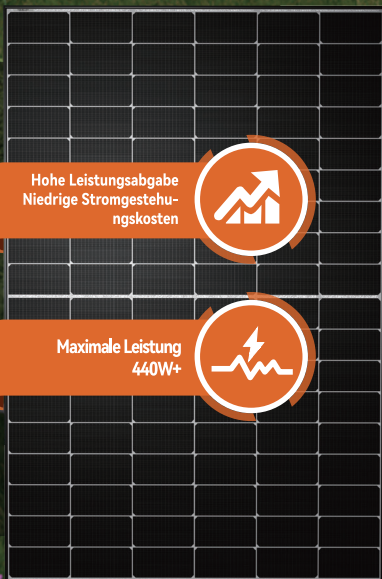 Hohe Leistungsabgabe
Niedrige Stromgestehu-
ngskosten
Maximale Leistung
440W+